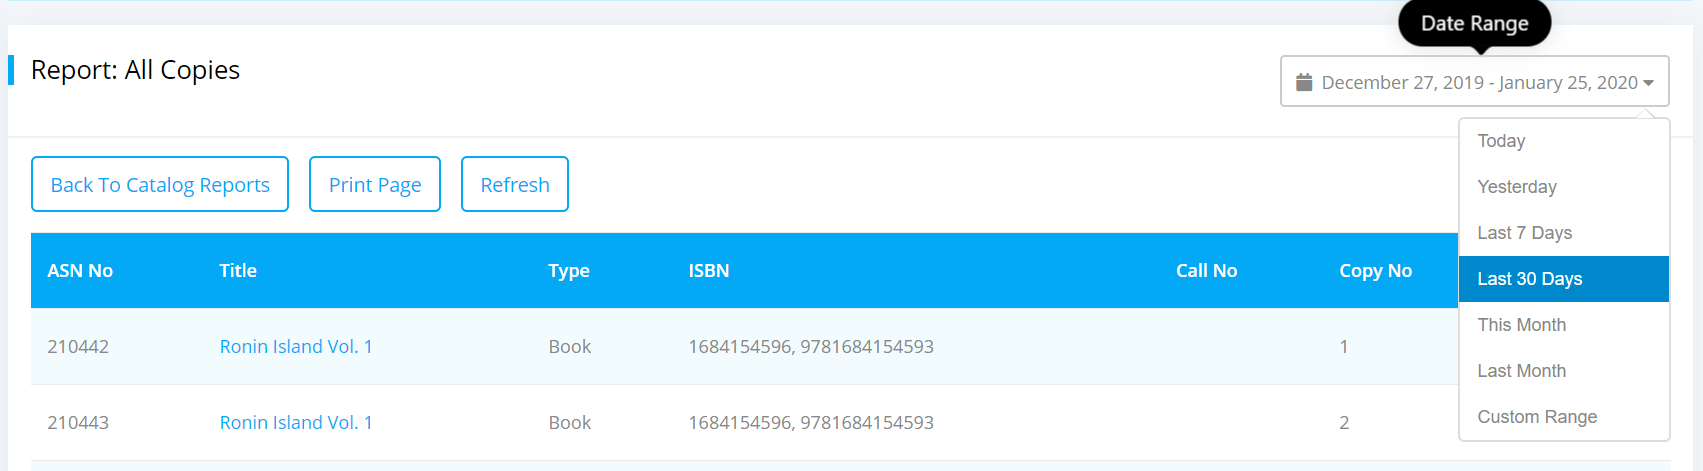 Date Range
Report: All Copies
December 27, 2019 - January 25, 2020
Today
Yesterday
Last 7 Days
Last 30 Days
This Month
Last Month
Custom Range
Back To Catalog Reports Print Page Refresh
ASN No Title Type ISBN Call No Copy No
210442 Ronin Island Vol. 1 Book 1684154596, 9781684154593 1
210443 Ronin Island Vol. 1 Book 1684154596, 9781684154593 2